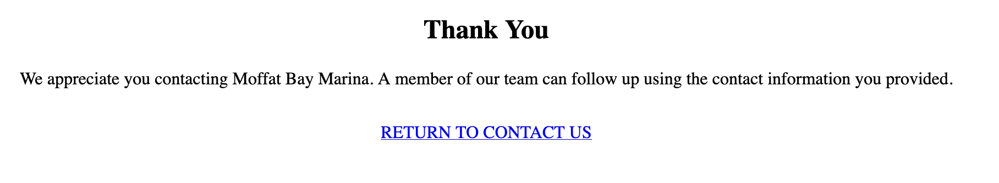 Thank You
We appreciate you contacting Moffat Bay Marina. A member of our team can follow up using the contact information you provided.
RETURN TO CONTACT US